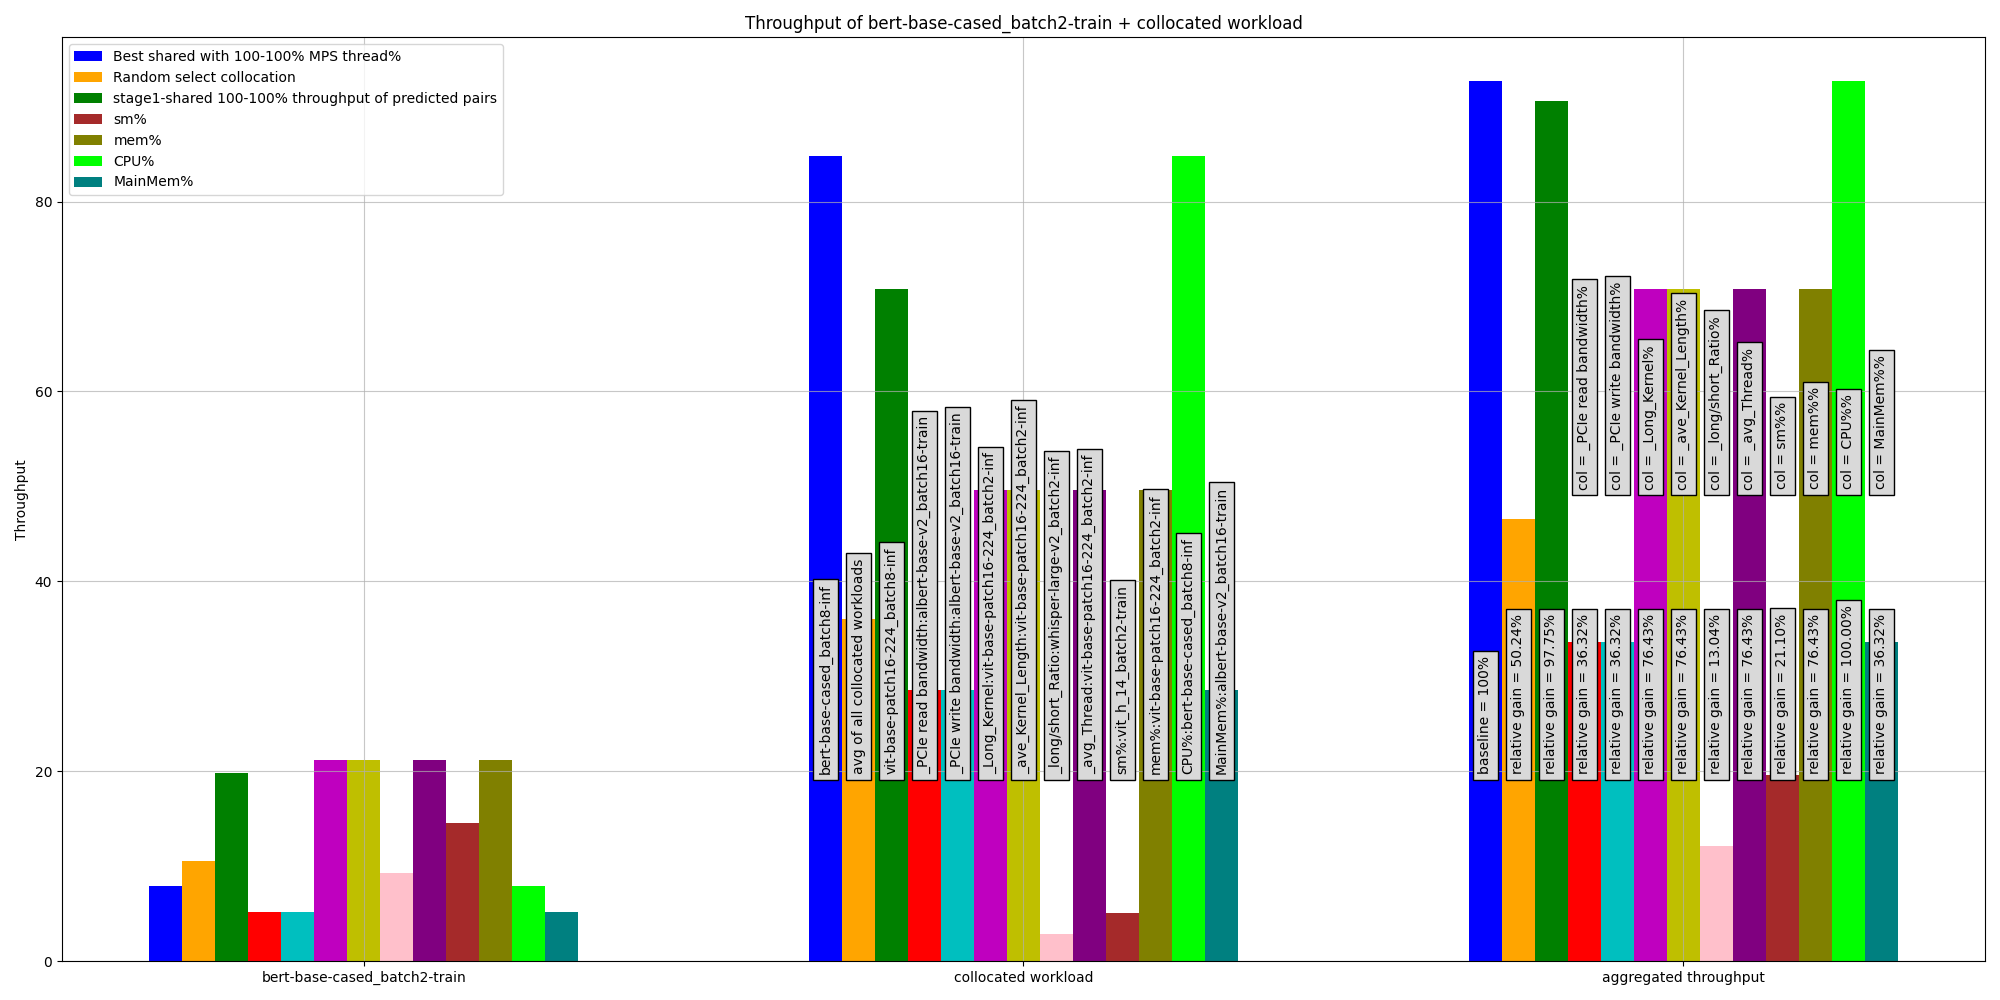 Throughput of bert-base-cased_batch2-train + collocated workload
Best shared with 100-100% MPS thread%
Random select collocation
stage1-shared 100-100% throughput of predicted pairs
sm%
mem%
CPU%
MainMem%
Throughput
80
60
40
20
0
bert-base-cased_batch8-inf
avg of all collocated workloads
vit-base-patch16-224_batch8-inf
_PCIe read bandwidth:albert-base-v2_batch16-train
_PCIe write bandwidth:albert-base-v2_batch16-train
_Long_Kernel:vit-base-patch16-224_batch2-inf
_ave_Kernel_Length:vit-base-patch16-224_batch2-inf
_long/short_Ratio:whisper-large-v2_batch2-inf
_avg_Thread:vit-base-patch16-224_batch2-inf
sm%:vit_h_14_batch2-train
mem%:vit-base-patch16-224_batch2-inf
CPU%:bert-base-cased_batch8-inf
MainMem%:albert-base-v2_batch16-train
col = _PCIe read bandwidth%
col = _PCIe write bandwidth%
col = _Long_Kernel%
col = _ave_Kernel_Length%
col = _long/short_Ratio%
col = _avg_Thread%
col = sm%%
col = mem%%
col = CPU%%
col = MainMem%%
baseline = 100%
relative gain = 50.24%
relative gain = 97.75%
relative gain = 36.32%
relative gain = 36.32%
relative gain = 76.43%
relative gain = 76.43%
relative gain = 13.04%
relative gain = 76.43%
relative gain = 21.10%
relative gain = 76.43%
relative gain = 100.00%
relative gain = 36.32%
bert-base-cased_batch2-train
collocated workload
aggregated throughput